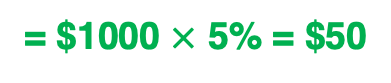 = $1000 × 5% = $50